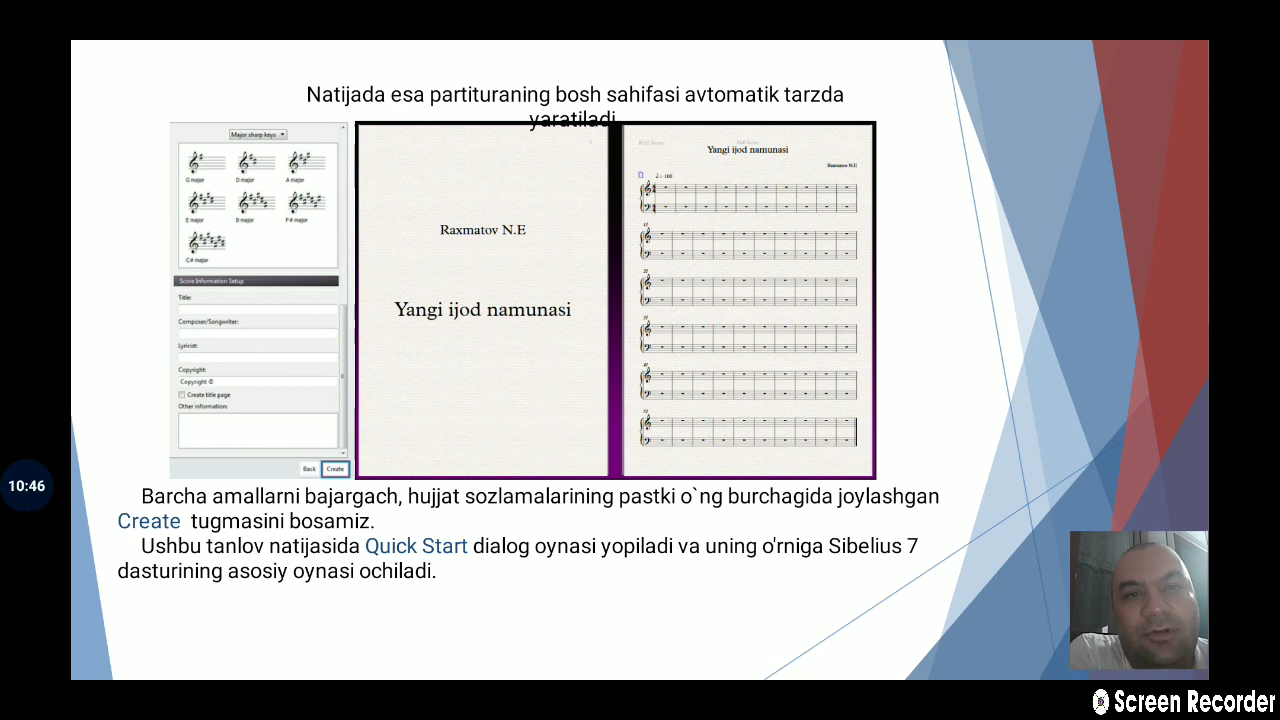 Natijada esa partituraning bosh sahifasi avtomatik tarzda
yaratiladi
Major sharp keys
G major
D major
A major
E major
B major
F# major
C# major
Score Information Setup
Title:
Composer/Songwriter:
Lyricist:
Copyright:
Copyright ©
Create title page
Other information:
Back
Create
Raxmatov N.E
Yangi ijod namunasi
Full Score
Full Score
Yangi ijod namunasi
Raxmatov N.E
♩= 100
Barcha amallarni bajargach, hujjat sozlamalarining pastki o`ng burchagida joylashgan
Create tugmasini bosamiz.
Ushbu tanlov natijasida Quick Start dialog oynasi yopiladi va uning o'rniga Sibelius 7
dasturining asosiy oynasi ochiladi.
10:46
Screen Recorder